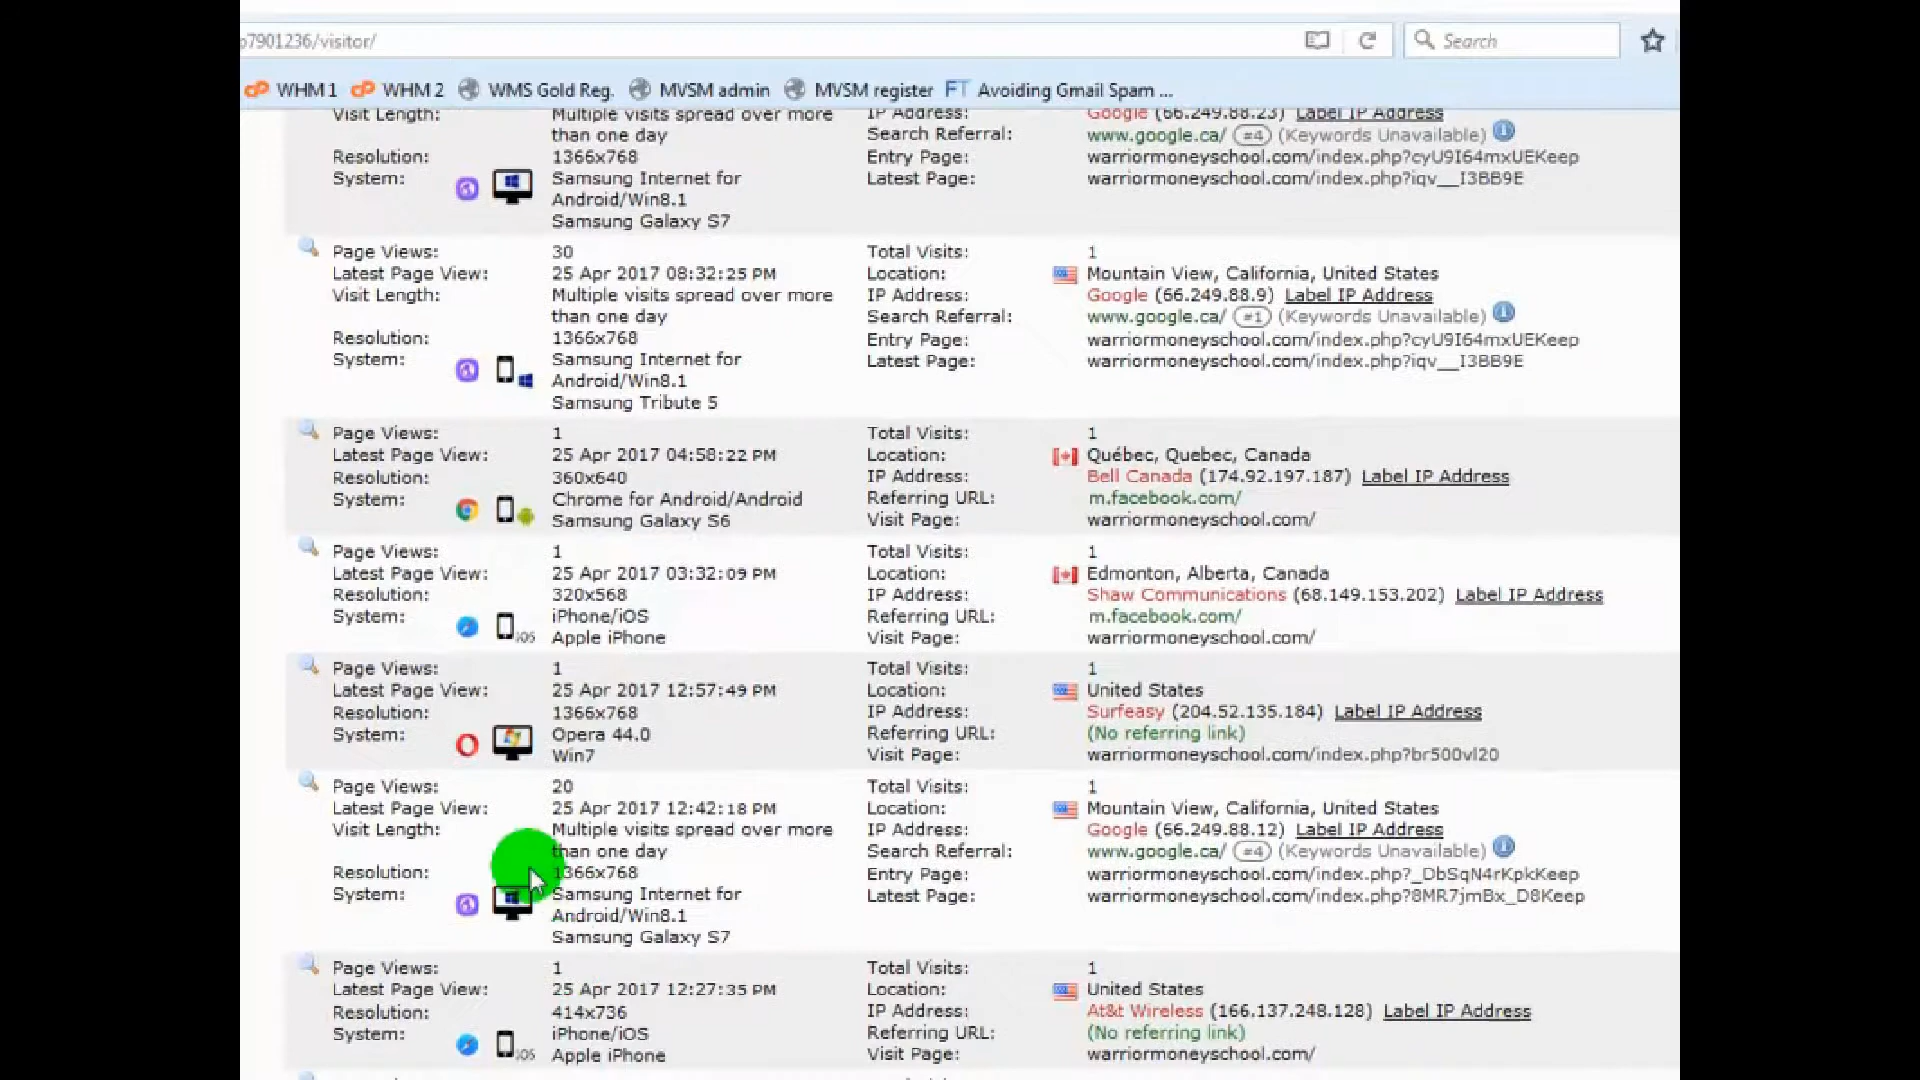 7901236/visitor/
Search
WHM 1 WHM 2 WMS Gold Reg. MVSM admin MVSM register FT Avoiding Gmail Spam ...
Visit Length: Multiple visits spread over more IP Address: Google (66.249.88.23) Label IP Address
than one day Search Referral: www.google.ca/ #4 (Keywords Unavailable)
Resolution: 1366x768 Entry Page: warriormoneyschool.com/index.php?cyU9I64mxUEKeep
System: Samsung Internet for Latest Page: warriormoneyschool.com/index.php?iqv__I3BB9E
Android/Win8.1
Samsung Galaxy S7
Page Views: 30 Total Visits: 1
Latest Page View: 25 Apr 2017 08:32:25 PM Location: Mountain View, California, United States
Visit Length: Multiple visits spread over more IP Address: Google (66.249.88.9) Label IP Address
than one day Search Referral: www.google.ca/ #1 (Keywords Unavailable)
Resolution: 1366x768 Entry Page: warriormoneyschool.com/index.php?cyU9I64mxUEKeep
System: Samsung Internet for Latest Page: warriormoneyschool.com/index.php?iqv__I3BB9E
Android/Win8.1
Samsung Tribute 5
Page Views: 1 Total Visits: 1
Latest Page View: 25 Apr 2017 04:58:22 PM Location: Québec, Quebec, Canada
Resolution: 360x640 IP Address: Bell Canada (174.92.197.187) Label IP Address
System: Chrome for Android/Android Referring URL: m.facebook.com/
Samsung Galaxy S6 Visit Page: warriormoneyschool.com/
Page Views: 1 Total Visits: 1
Latest Page View: 25 Apr 2017 03:32:09 PM Location: Edmonton, Alberta, Canada
Resolution: 320x568 IP Address: Shaw Communications (68.149.153.202) Label IP Address
System: iPhone/iOS Referring URL: m.facebook.com/
iOS Apple iPhone Visit Page: warriormoneyschool.com/
Page Views: 1 Total Visits: 1
Latest Page View: 25 Apr 2017 12:57:49 PM Location: United States
Resolution: 1366x768 IP Address: Surfeasy (204.52.135.184) Label IP Address
System: Opera 44.0 Referring URL: (No referring link)
Win7 Visit Page: warriormoneyschool.com/index.php?br500vl20
Page Views: 20 Total Visits: 1
Latest Page View: 25 Apr 2017 12:42:18 PM Location: Mountain View, California, United States
Visit Length: Multiple visits spread over more IP Address: Google (66.249.88.12) Label IP Address
than one day Search Referral: www.google.ca/ #4 (Keywords Unavailable)
Resolution: 1366x768 Entry Page: warriormoneyschool.com/index.php?_DbSqN4rKpkKeep
System: Samsung Internet for Latest Page: warriormoneyschool.com/index.php?8MR7jmBx_D8Keep
Android/Win8.1
Samsung Galaxy S7
Page Views: 1 Total Visits: 1
Latest Page View: 25 Apr 2017 12:27:35 PM Location: United States
Resolution: 414x736 IP Address: At&t Wireless (166.137.248.128) Label IP Address
System: iPhone/iOS Referring URL: (No referring link)
iOS Apple iPhone Visit Page: warriormoneyschool.com/